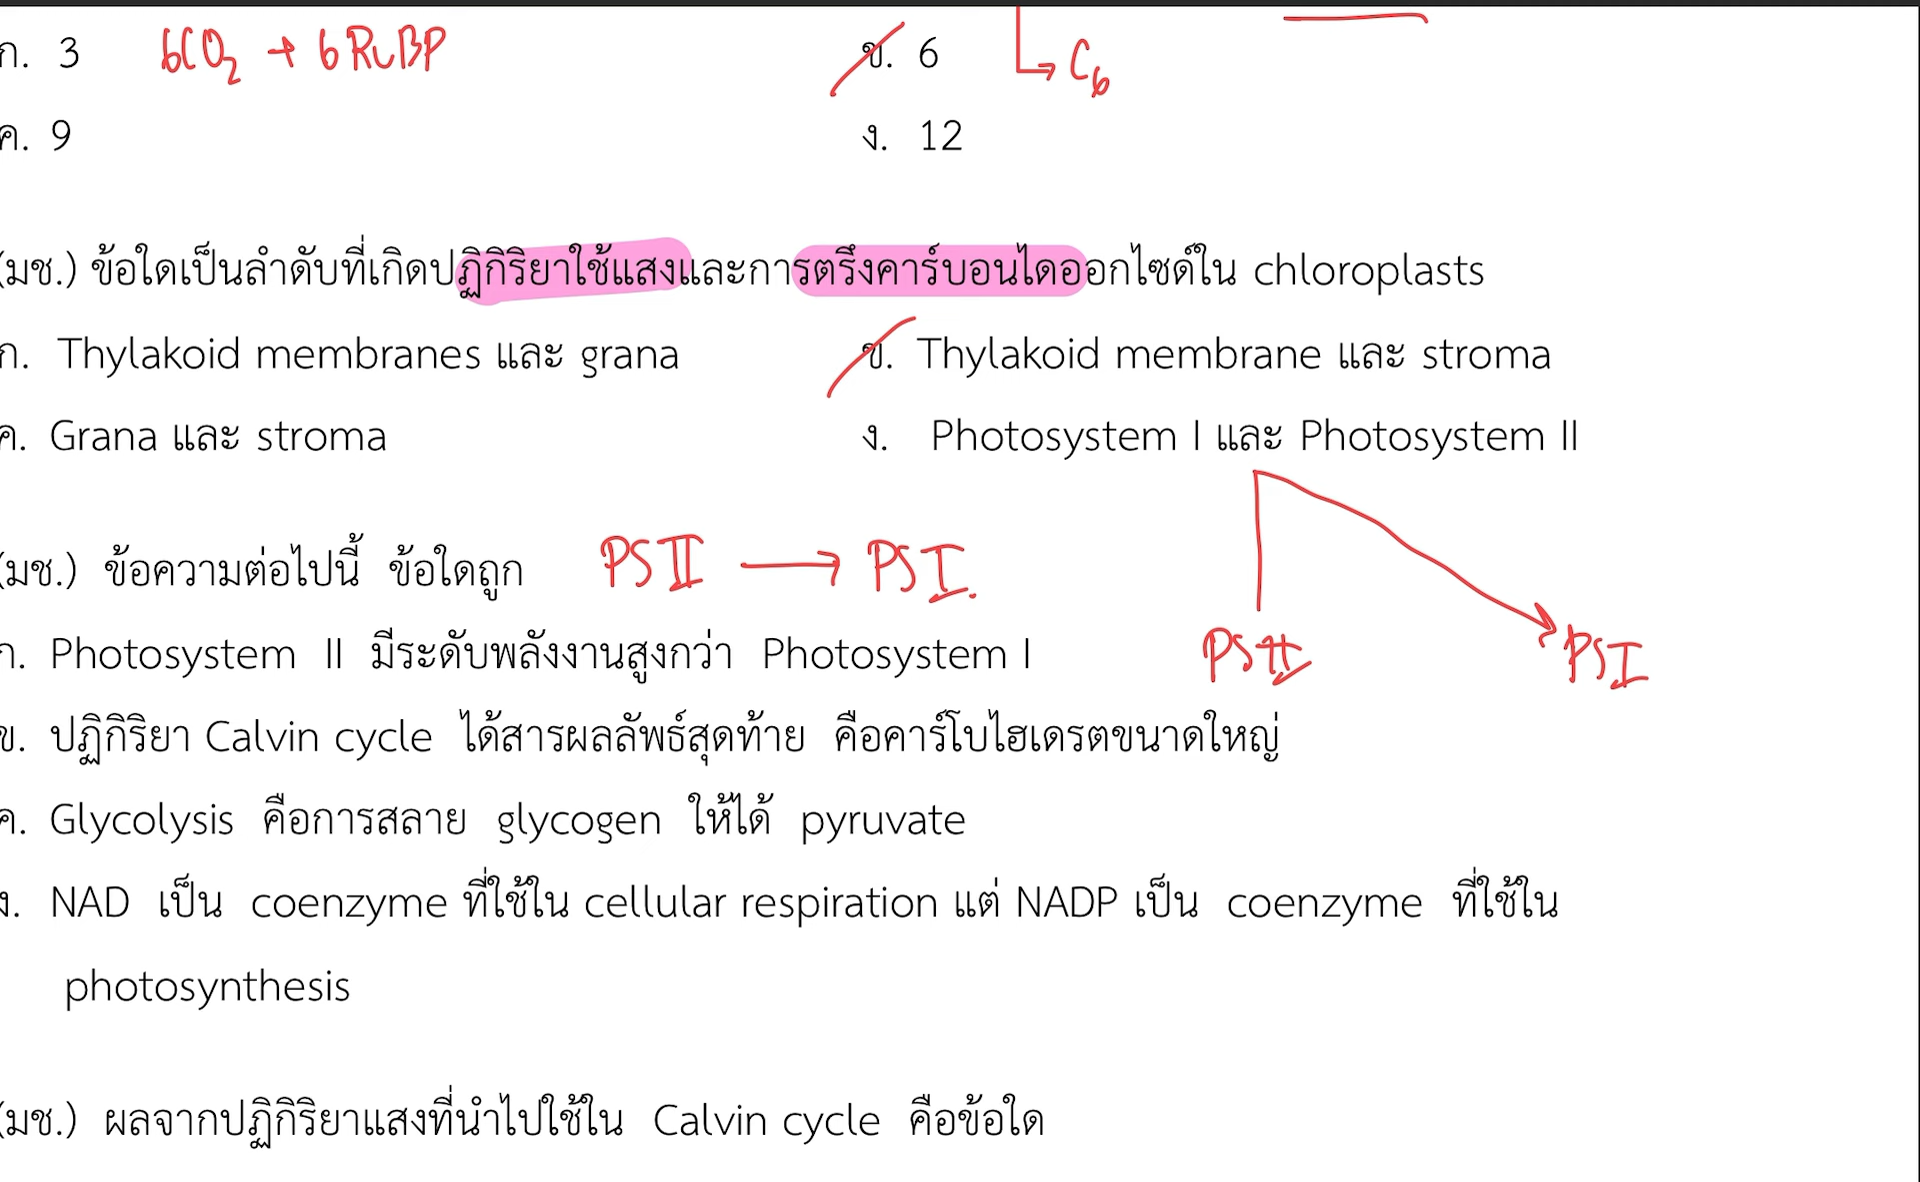 ก. 3 6CO2 + 6 RuBP ข. 6 ↳ C6
ค. 9 ง. 12
(มช.) ข้อใดเป็นลำดับที่เกิดปฏิกิริยาใช้แสงและการตรึงคาร์บอนไดออกไซด์ใน chloroplasts
ก. Thylakoid membranes และ grana ข. Thylakoid membrane และ stroma
ค. Grana และ stroma ง. Photosystem I และ Photosystem II
(มช.) ข้อความต่อไปนี้ ข้อใดถูก PSII → PSI.
ก. Photosystem II มีระดับพลังงานสูงกว่า Photosystem I PSII PSI
ข. ปฏิกิริยา Calvin cycle ได้สารผลลัพธ์สุดท้าย คือคาร์โบไฮเดรตขนาดใหญ่
ค. Glycolysis คือการสลาย glycogen ให้ได้ pyruvate
ง. NAD เป็น coenzyme ที่ใช้ใน cellular respiration แต่ NADP เป็น coenzyme ที่ใช้ใน
photosynthesis
(มช.) ผลจากปฏิกิริยาแสงที่นำไปใช้ใน Calvin cycle คือข้อใด